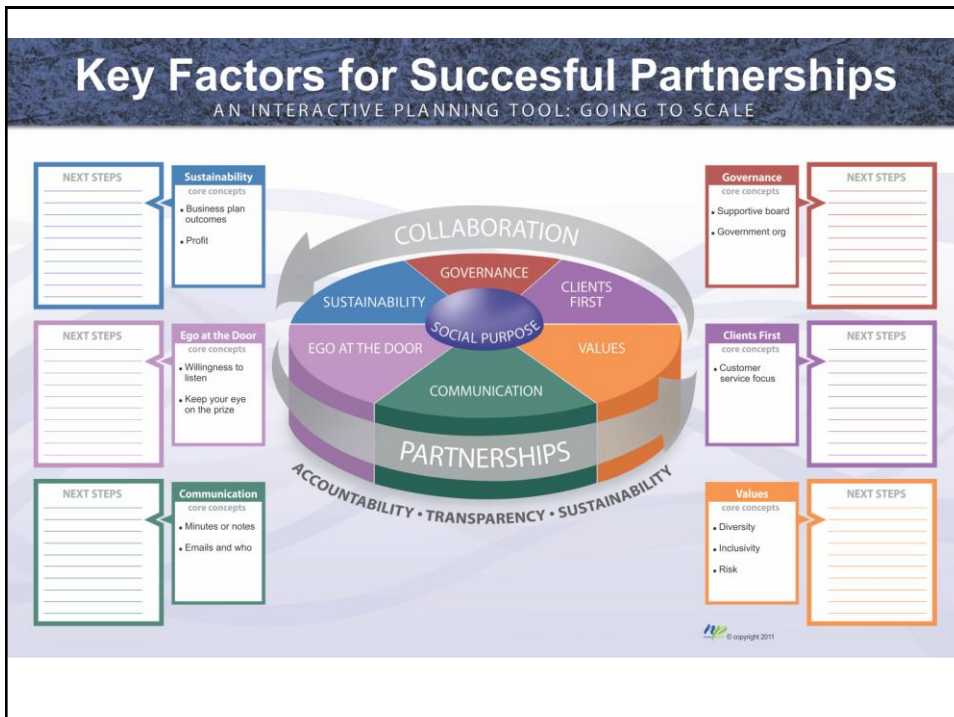 Key Factors for Succesful Partnerships
AN INTERACTIVE PLANNING TOOL: GOING TO SCALE
NEXT STEPS
Sustainability
core concepts
• Business plan
outcomes
• Profit
NEXT STEPS
Ego at the Door
core concepts
• Willingness to
listen
• Keep your eye
on the prize
NEXT STEPS
Communication
core concepts
• Minutes or notes
• Emails and who
COLLABORATION
GOVERNANCE
SUSTAINABILITY
CLIENTS
FIRST
SOCIAL PURPOSE
EGO AT THE DOOR
VALUES
COMMUNICATION
PARTNERSHIPS
ACCOUNTABILITY • TRANSPARENCY • SUSTAINABILITY
Governance
core concepts
• Supportive board
• Government org
NEXT STEPS
Clients First
core concepts
• Customer
service focus
NEXT STEPS
Values
core concepts
• Diversity
• Inclusivity
• Risk
NEXT STEPS
np © copyright 2011